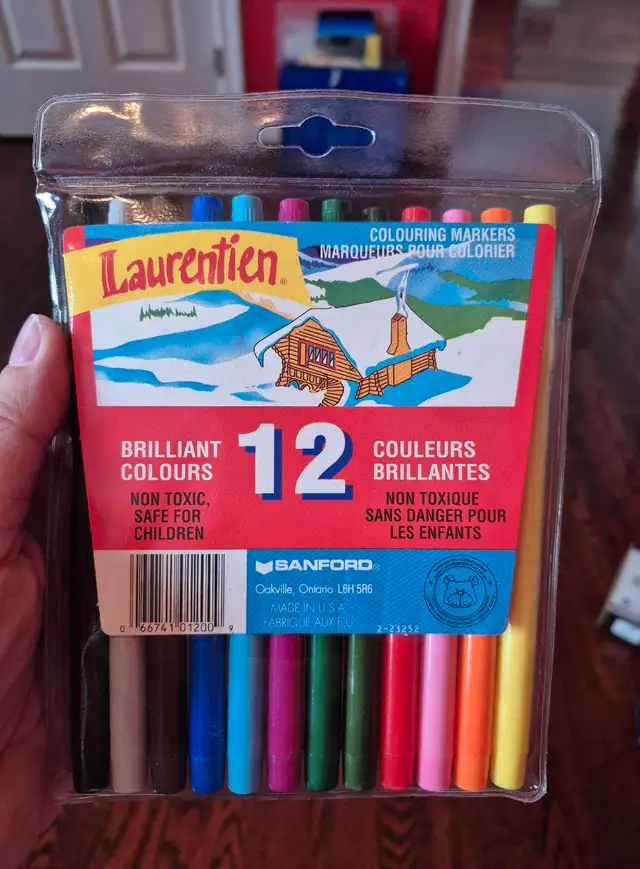 Laurentien®
COLOURING MARKERS
MARQUEURS POUR COLORIER
BRILLIANT
COLOURS
12
COULEURS
BRILLANTES
NON TOXIC,
SAFE FOR
CHILDREN
NON TOXIQUE
SANS DANGER POUR
LES ENFANTS
SANFORD®
Oakville, Ontario L6H 5R6
MADE IN U.S.A.
FABRIQUÉ AUX É.U.
0 66741 01200 9
2-23252